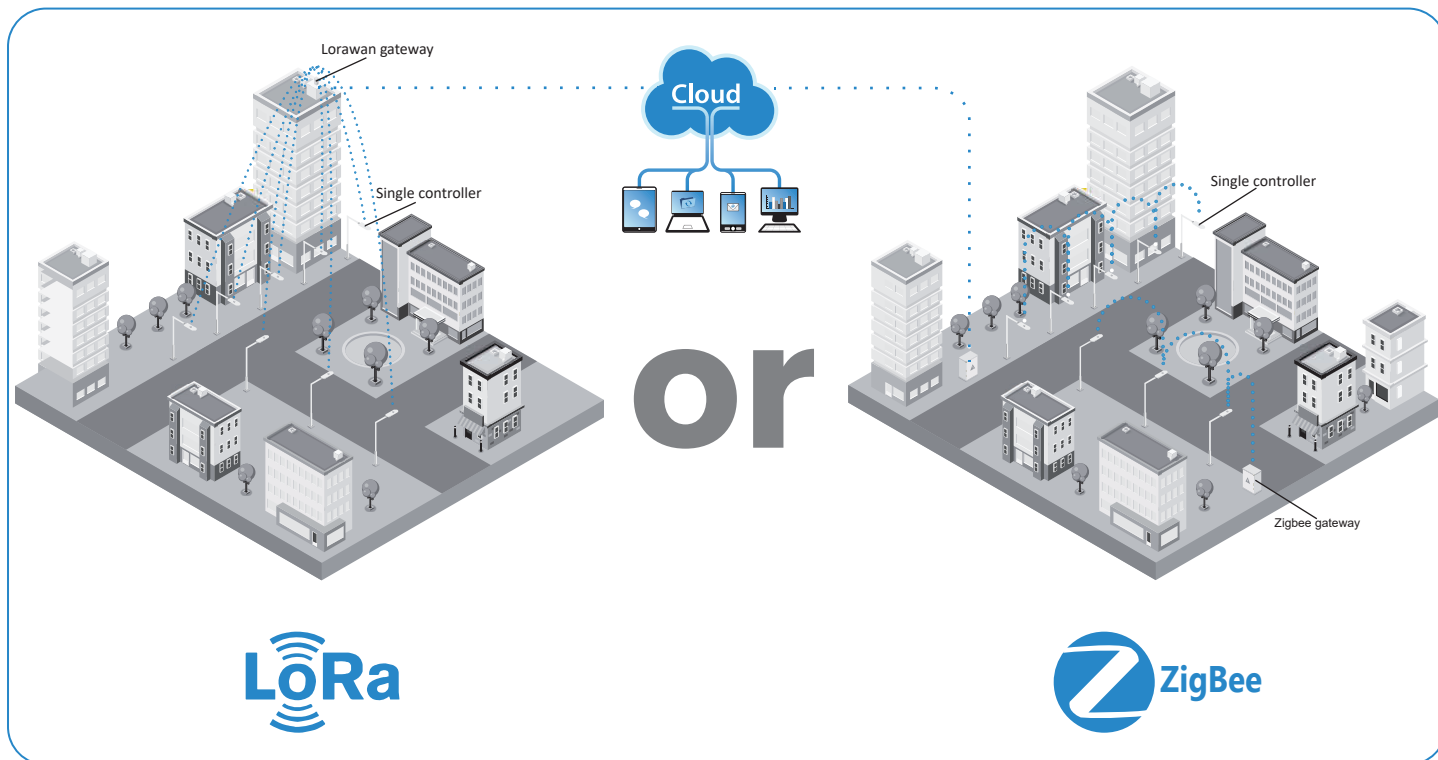 Lorawan gateway
Cloud
Single controller
Single controller
or
Zigbee gateway
LoRa
ZigBee